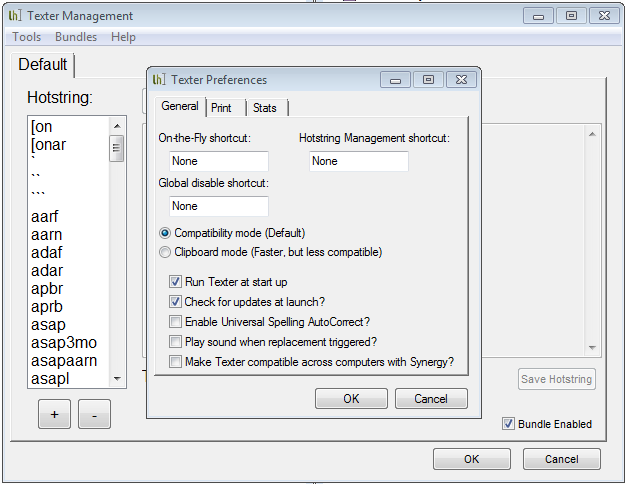 Texter Management
Tools Bundles Help
Default
Hotstring:
[on
[onar
`
``
```
aarf
aarn
adaf
adar
apbr
aprb
asap
asap3mo
asapaarn
asapl
+ -
Texter Preferences
General Print Stats
On-the-Fly shortcut: Hotstring Management shortcut:
None None
Global disable shortcut:
None
Compatibility mode (Default)
Clipboard mode (Faster, but less compatible)
Run Texter at start up
Check for updates at launch?
Enable Universal Spelling AutoCorrect?
Play sound when replacement triggered?
Make Texter compatible across computers with Synergy?
OK Cancel
Save Hotstring
Bundle Enabled
OK Cancel